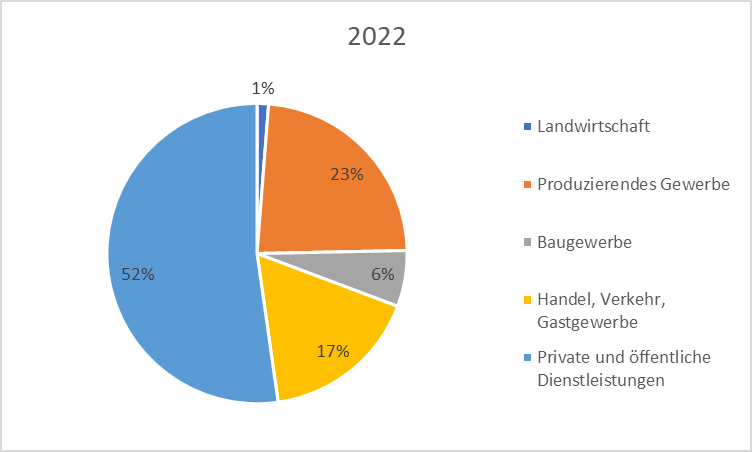 2022
1%
23%
6%
17%
52%
Landwirtschaft
Produzierendes Gewerbe
Baugewerbe
Handel, Verkehr,
Gastgewerbe
Private und öffentliche
Dienstleistungen